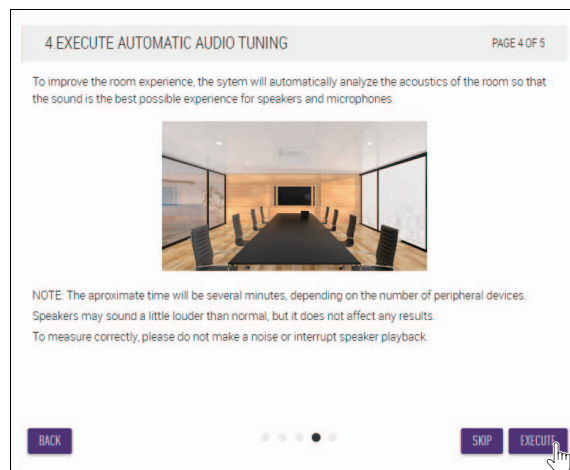 4.EXECUTE AUTOMATIC AUDIO TUNING
PAGE 4 OF 5
To improve the room experience, the sytem will automatically analyze the acoustics of the room so that
the sound is the best possible experience for speakers and microphones.
NOTE: The aproximate time will be several minutes, depending on the number of peripheral devices.
Speakers may sound a little louder than normal, but it does not affect any results.
To measure correctly, please do not make a noise or interrupt speaker playback.
BACK
SKIP
EXECUTE